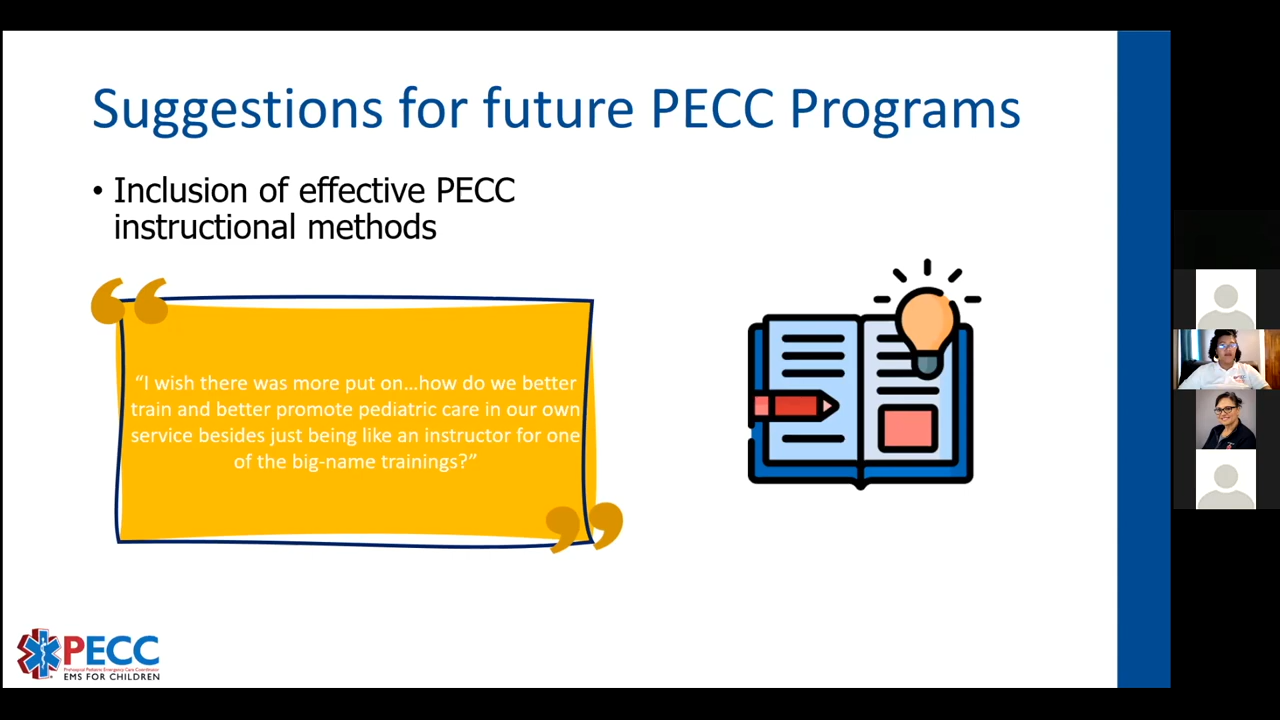 Suggestions for future PECC Programs
• Inclusion of effective PECC
instructional methods
“I wish there was more put on...how do we better
train and better promote pediatric care in our own
service besides just being like an instructor for one
of the big-name trainings?”
PECC
Prehospital Pediatric Emergency Care Coordinator
EMS FOR CHILDREN